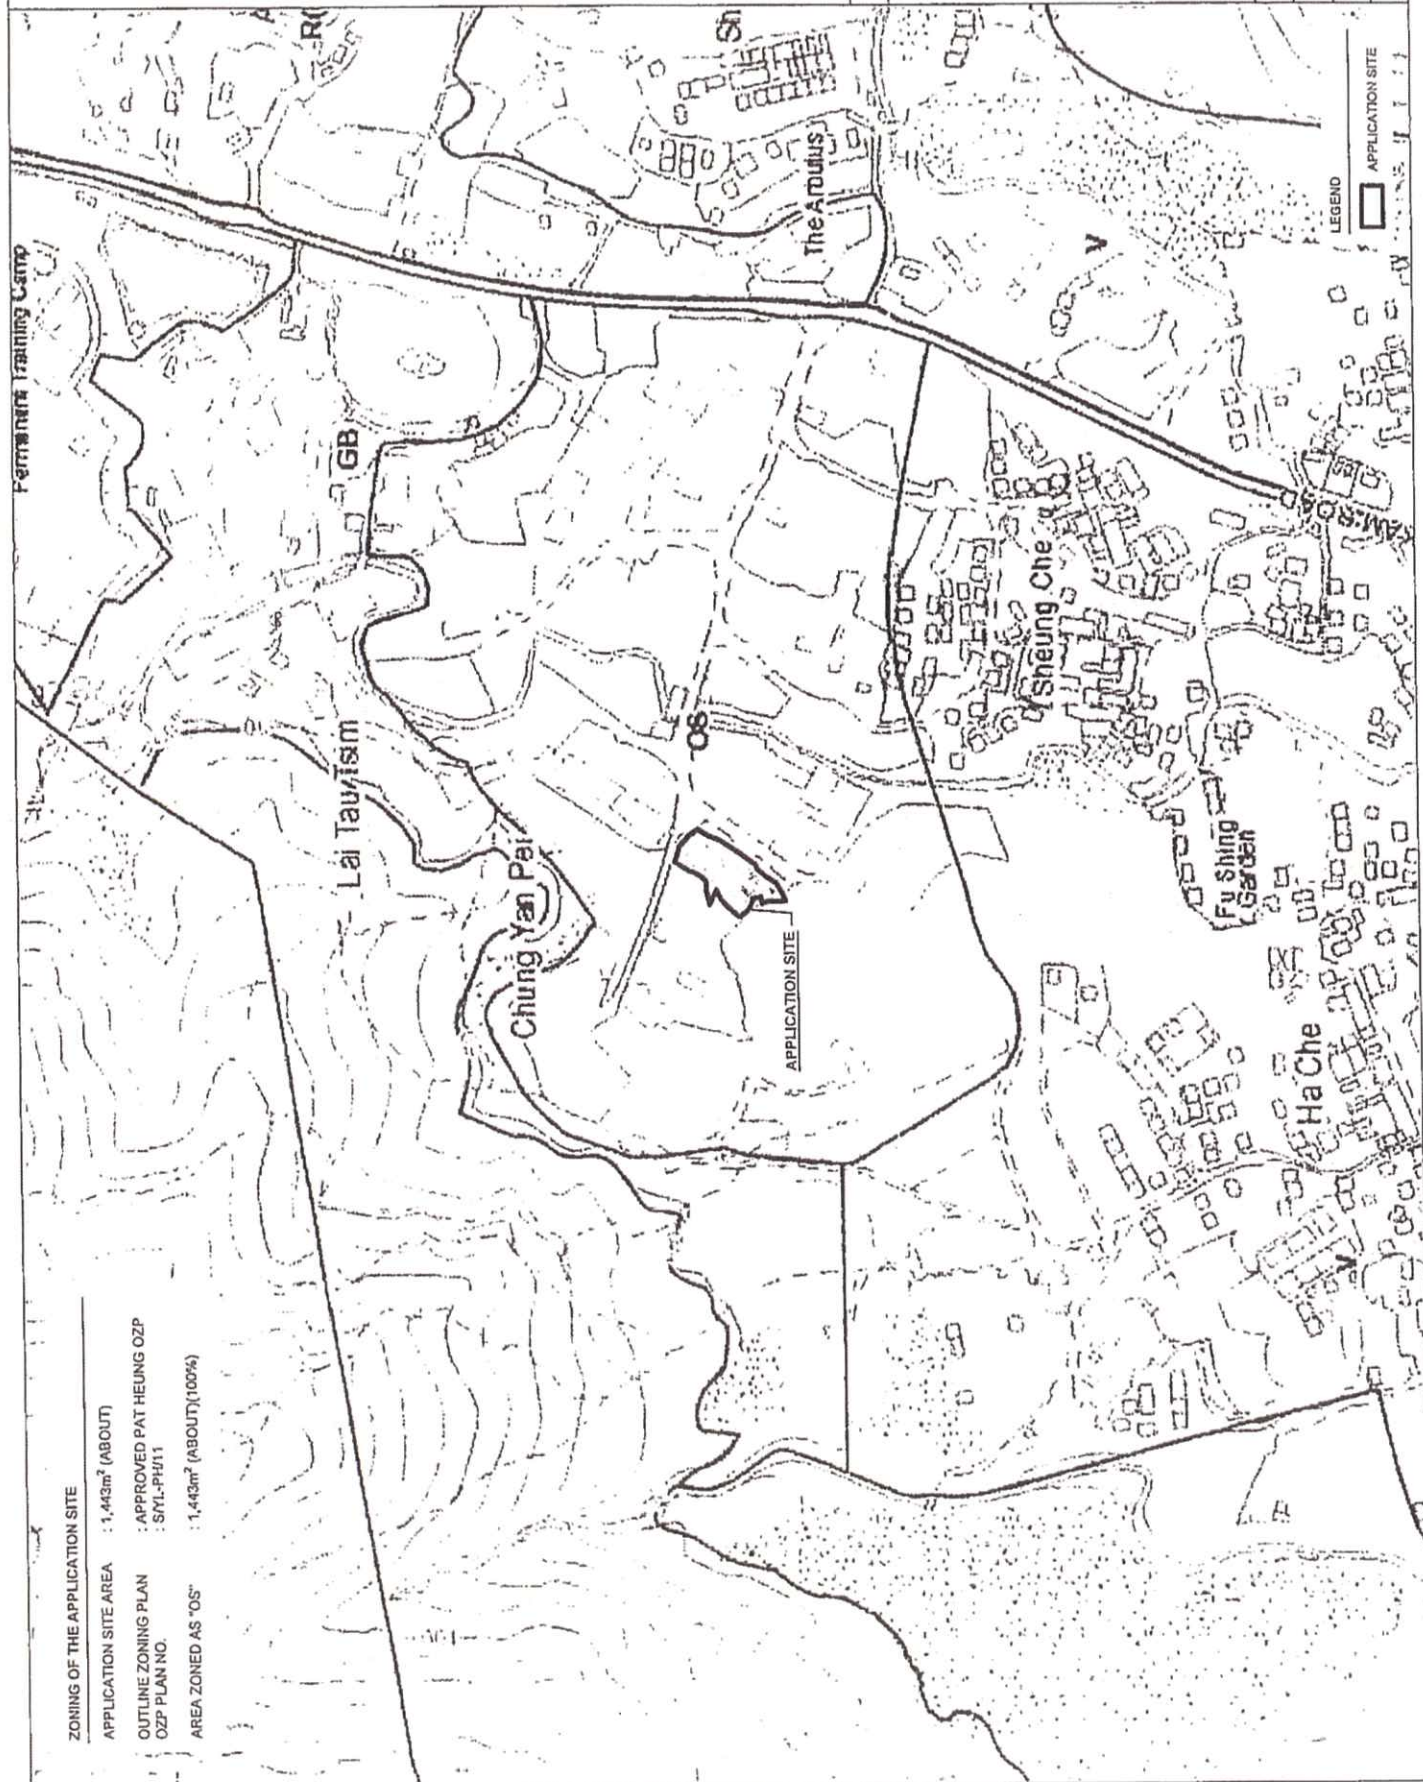 ZONING OF THE APPLICATION SITE
APPLICATION SITE AREA : 1,443m² (ABOUT)
OUTLINE ZONING PLAN : APPROVED PAT HEUNG OZP
OZP PLAN NO. : S/YL-PH/11
AREA ZONED AS "OS" : 1,443m² (ABOUT)(100%)
Permanent Training Camp
GB
Lai Tau Tsim
Chung Yan Pei
OS
APPLICATION SITE
The Arbutus
Sh
V
Sheung Che
Fu Shing
Garden
Ha Che
V
LEGEND
APPLICATION SITE